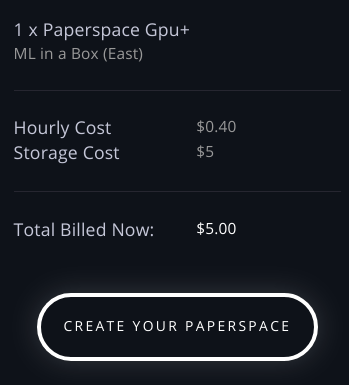 1 x Paperspace Gpu+
ML in a Box (East)
Hourly Cost $0.40
Storage Cost $5
Total Billed Now: $5.00
CREATE YOUR PAPERSPACE